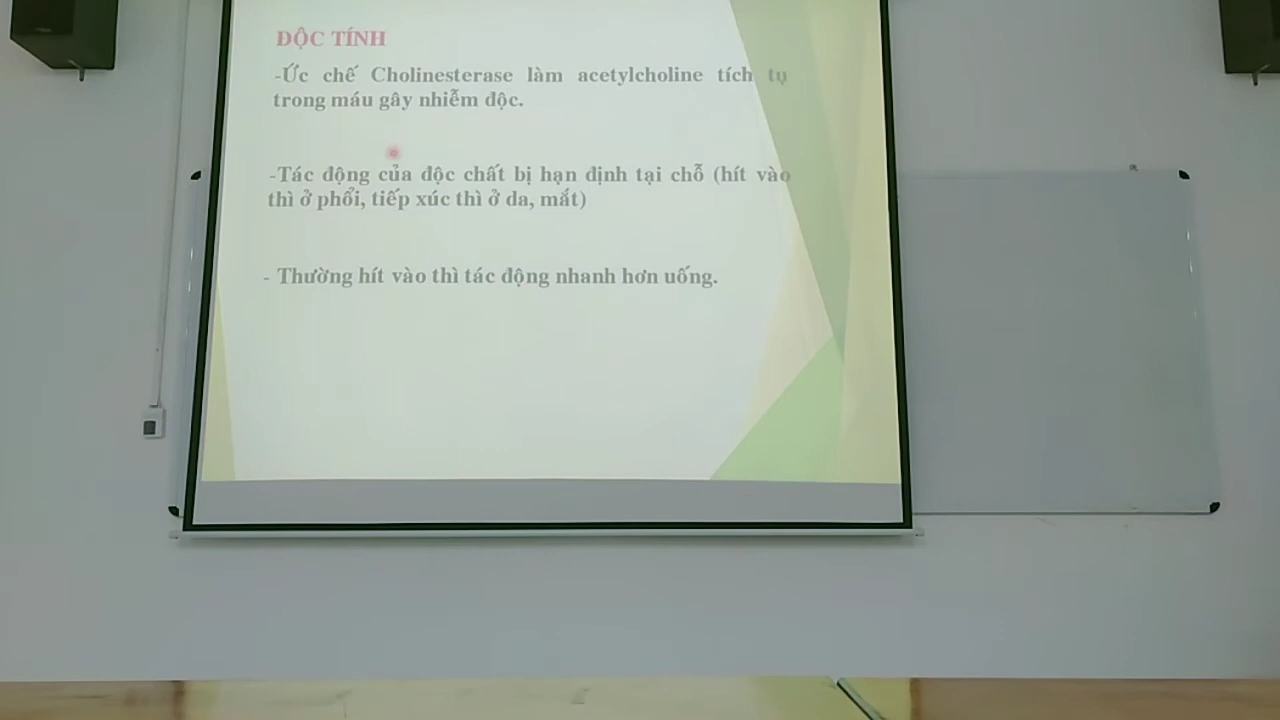 ĐỘC TÍNH
-Ức chế Cholinesterase làm acetylcholine tích tụ
trong máu gây nhiễm độc.
-Tác động của độc chất bị hạn định tại chỗ (hít vào
thì ở phổi, tiếp xúc thì ở da, mắt)
- Thường hít vào thì tác động nhanh hơn uống.